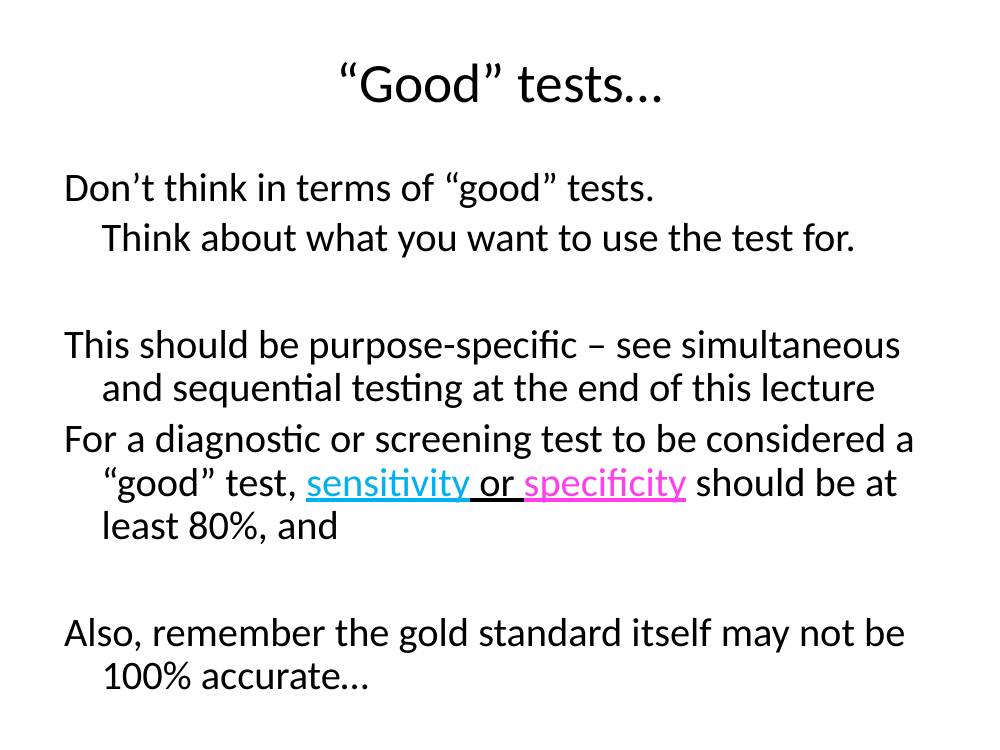 “Good” tests…
Don’t think in terms of “good” tests.
Think about what you want to use the test for.
This should be purpose-specific – see simultaneous
and sequential testing at the end of this lecture
For a diagnostic or screening test to be considered a
“good” test, sensitivity or specificity should be at
least 80%, and
Also, remember the gold standard itself may not be
100% accurate…